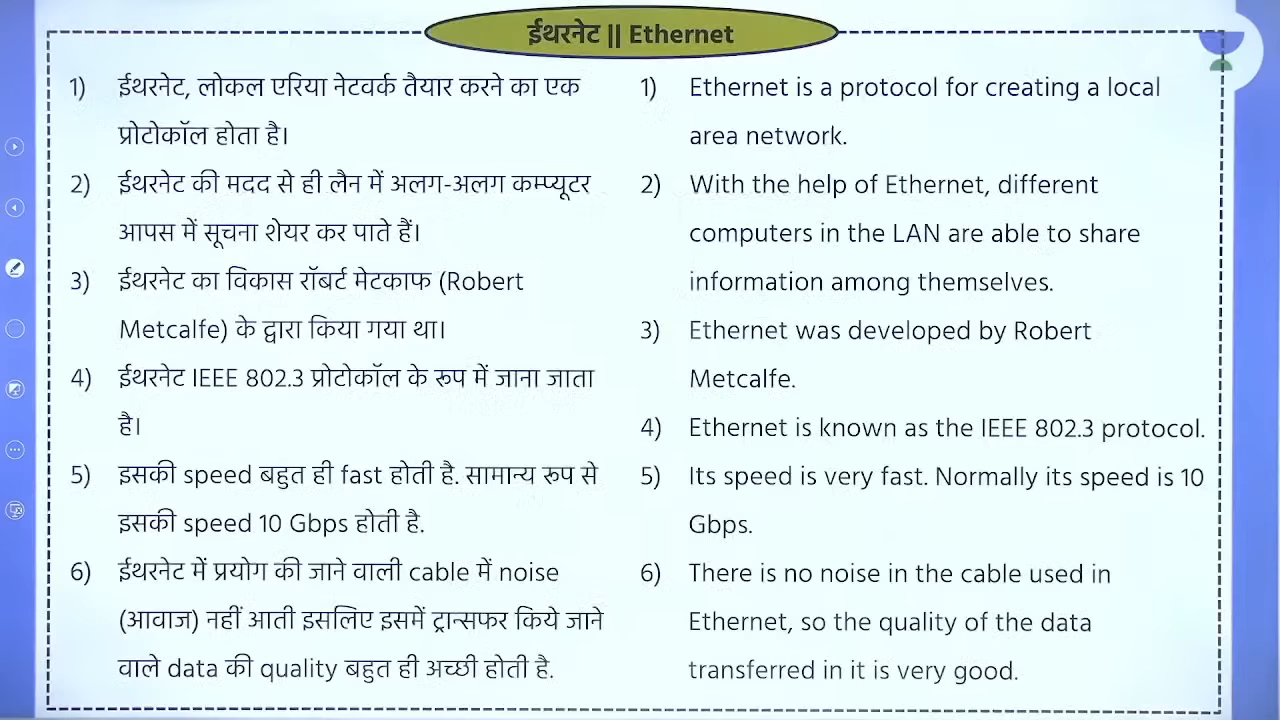 ईथरनेट || Ethernet
1) ईथरनेट, लोकल एरिया नेटवर्क तैयार करने का एक
प्रोटोकॉल होता है।
2) ईथरनेट की मदद से ही लैन में अलग-अलग कम्प्यूटर
आपस में सूचना शेयर कर पाते हैं।
3) ईथरनेट का विकास रॉबर्ट मेटकाफ (Robert
Metcalfe) के द्वारा किया गया था।
4) ईथरनेट IEEE 802.3 प्रोटोकॉल के रूप में जाना जाता
है।
5) इसकी speed बहुत ही fast होती है. सामान्य रूप से
इसकी speed 10 Gbps होती है.
6) ईथरनेट में प्रयोग की जाने वाली cable में noise
(आवाज) नहीं आती इसलिए इसमें ट्रान्सफर किये जाने
वाले data की quality बहुत ही अच्छी होती है.
1) Ethernet is a protocol for creating a local
area network.
2) With the help of Ethernet, different
computers in the LAN are able to share
information among themselves.
3) Ethernet was developed by Robert
Metcalfe.
4) Ethernet is known as the IEEE 802.3 protocol.
5) Its speed is very fast. Normally its speed is 10
Gbps.
6) There is no noise in the cable used in
Ethernet, so the quality of the data
transferred in it is very good.